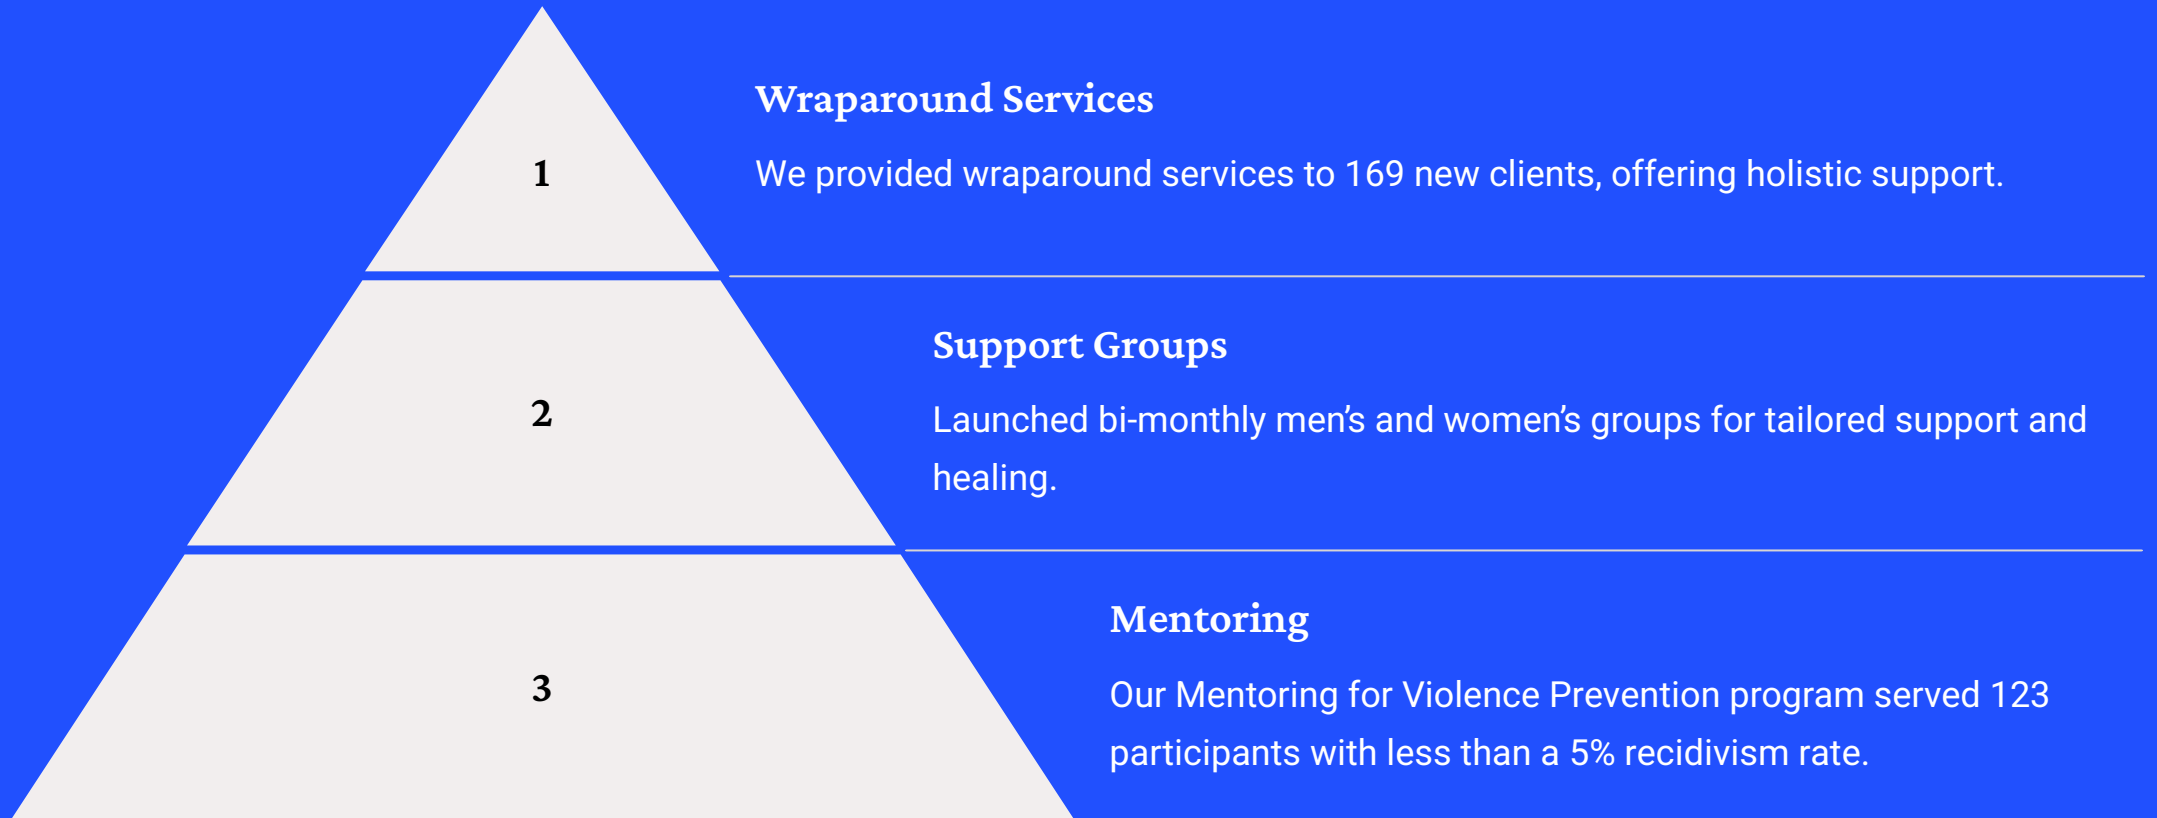 1
Wraparound Services
We provided wraparound services to 169 new clients, offering holistic support.
2
Support Groups
Launched bi-monthly men’s and women’s groups for tailored support and
healing.
3
Mentoring
Our Mentoring for Violence Prevention program served 123
participants with less than a 5% recidivism rate.